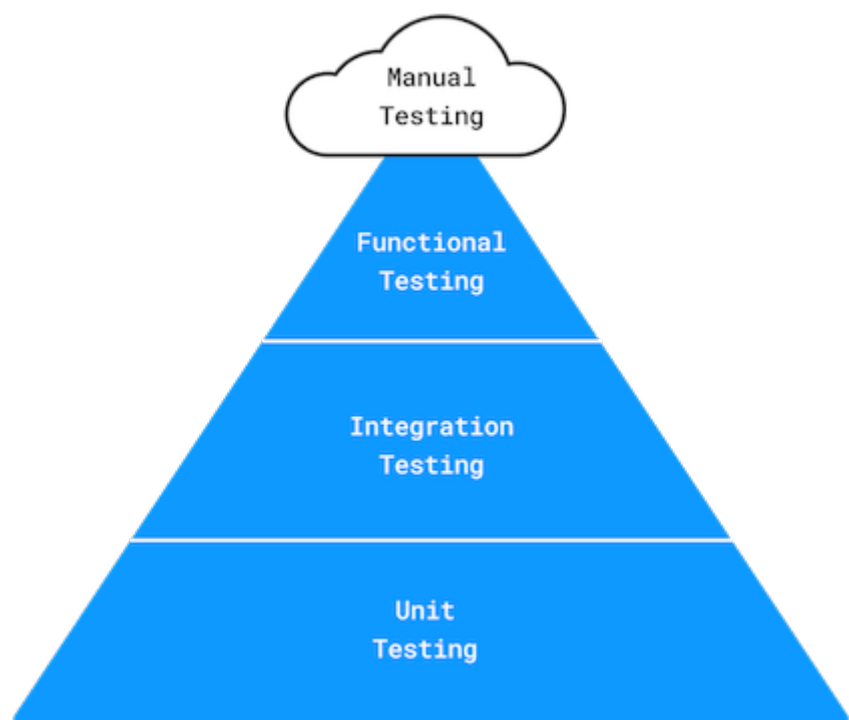 Manual
Testing
Functional
Testing
Integration
Testing
Unit
Testing